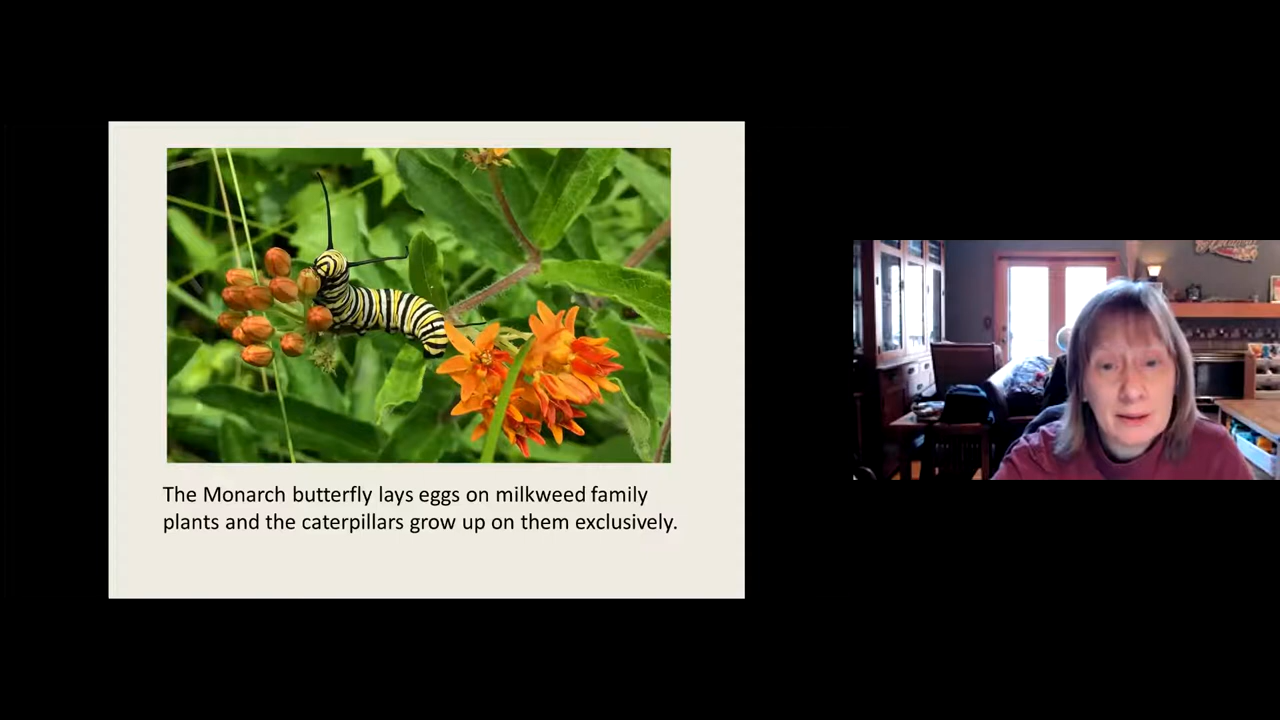 The Monarch butterfly lays eggs on milkweed family
plants and the caterpillars grow up on them exclusively.